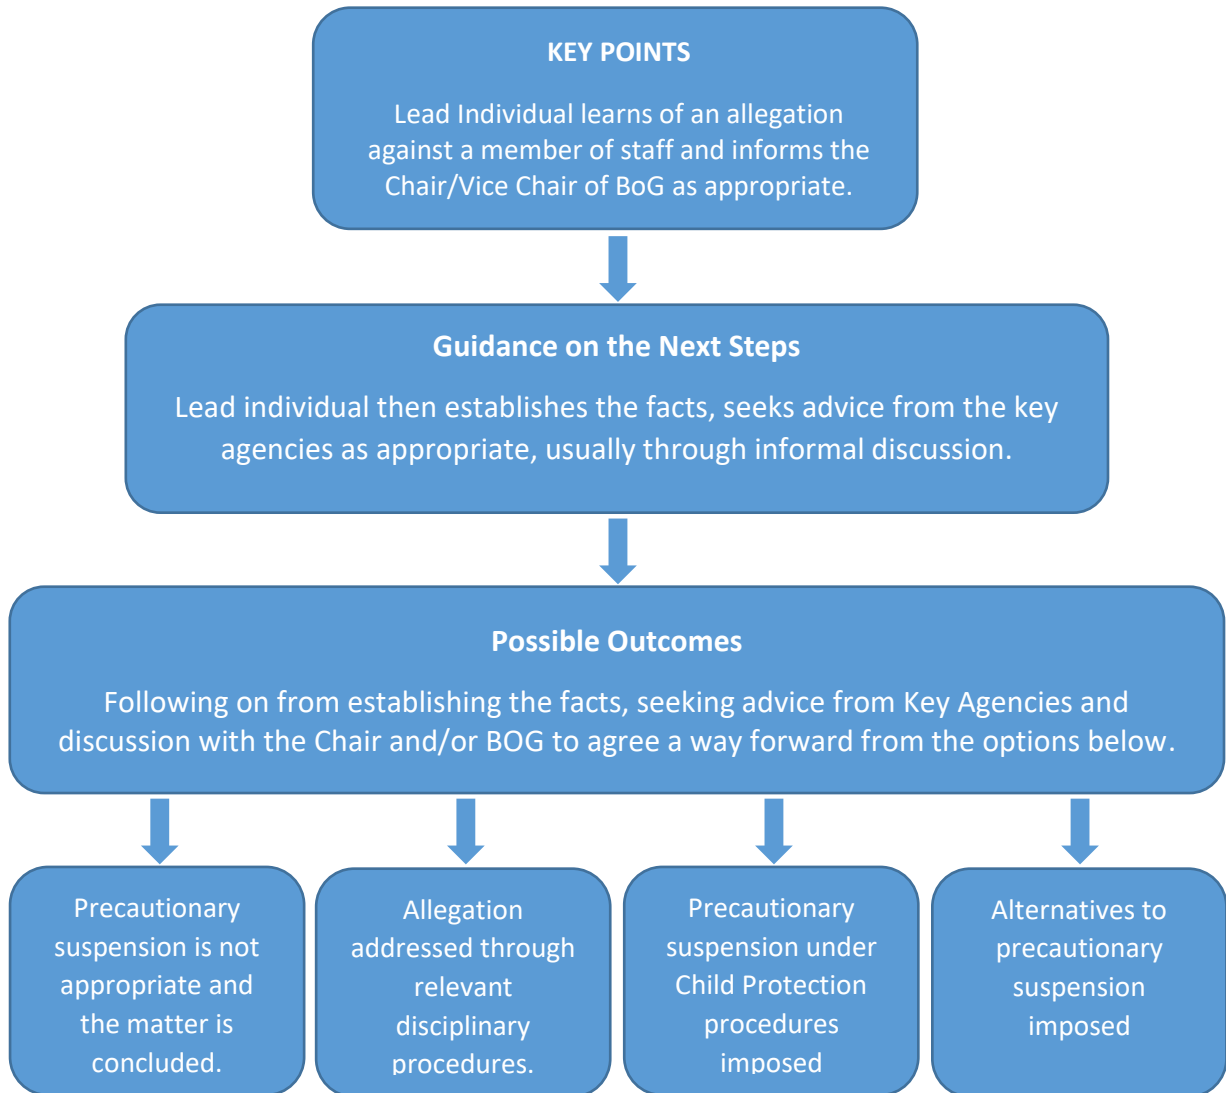 KEY POINTS
Lead Individual learns of an allegation
against a member of staff and informs the
Chair/Vice Chair of BoG as appropriate.
Guidance on the Next Steps
Lead individual then establishes the facts, seeks advice from the key
agencies as appropriate, usually through informal discussion.
Possible Outcomes
Following on from establishing the facts, seeking advice from Key Agencies and
discussion with the Chair and/or BOG to agree a way forward from the options below.
Precautionary
suspension is not
appropriate and
the matter is
concluded.
Allegation
addressed through
relevant
disciplinary
procedures.
Precautionary
suspension under
Child Protection
procedures
imposed
Alternatives to
precautionary
suspension
imposed